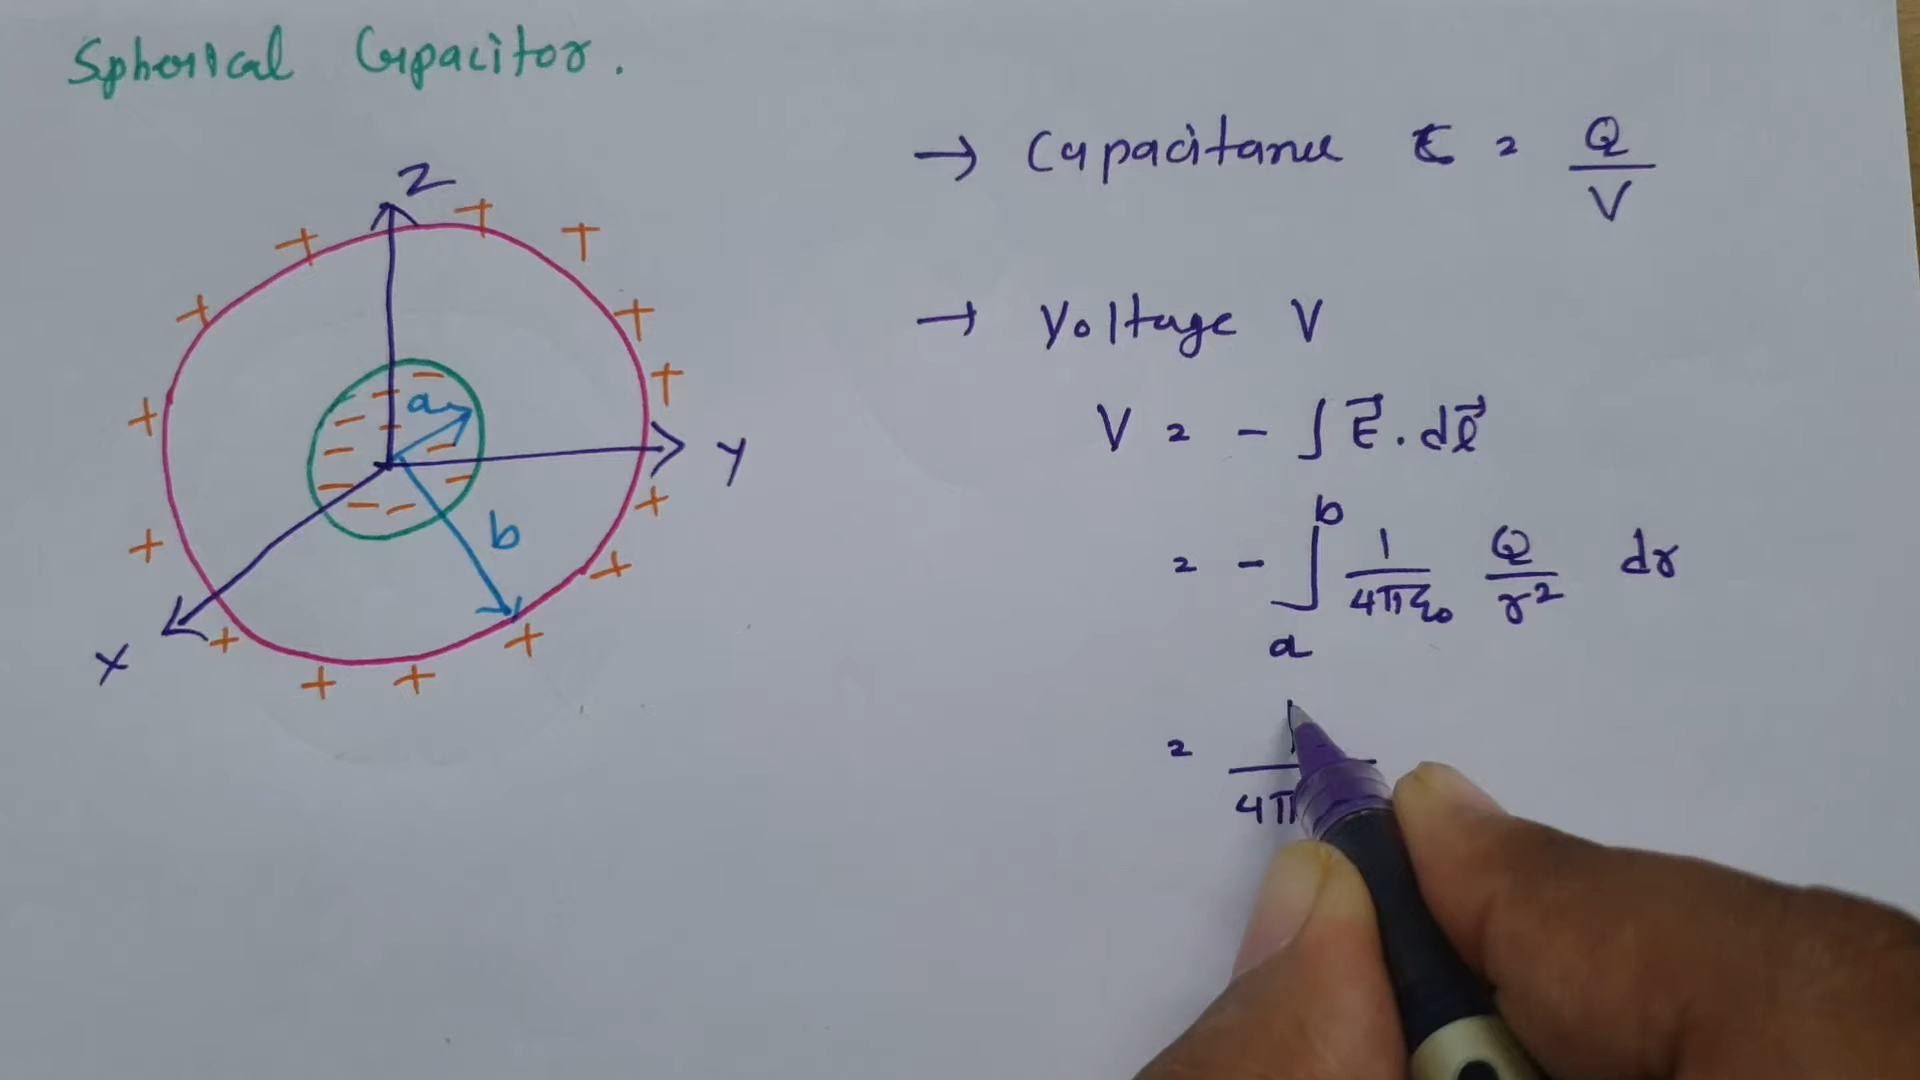 Spherical Capacitor.
→ Capacitance C = Q/V
Z
→ Voltage V
a
V = - ∫ E⃗ . dl⃗
y
b
= - ∫ₐᵇ 1/4πε₀ Q/r² dr
x
= 1/4π